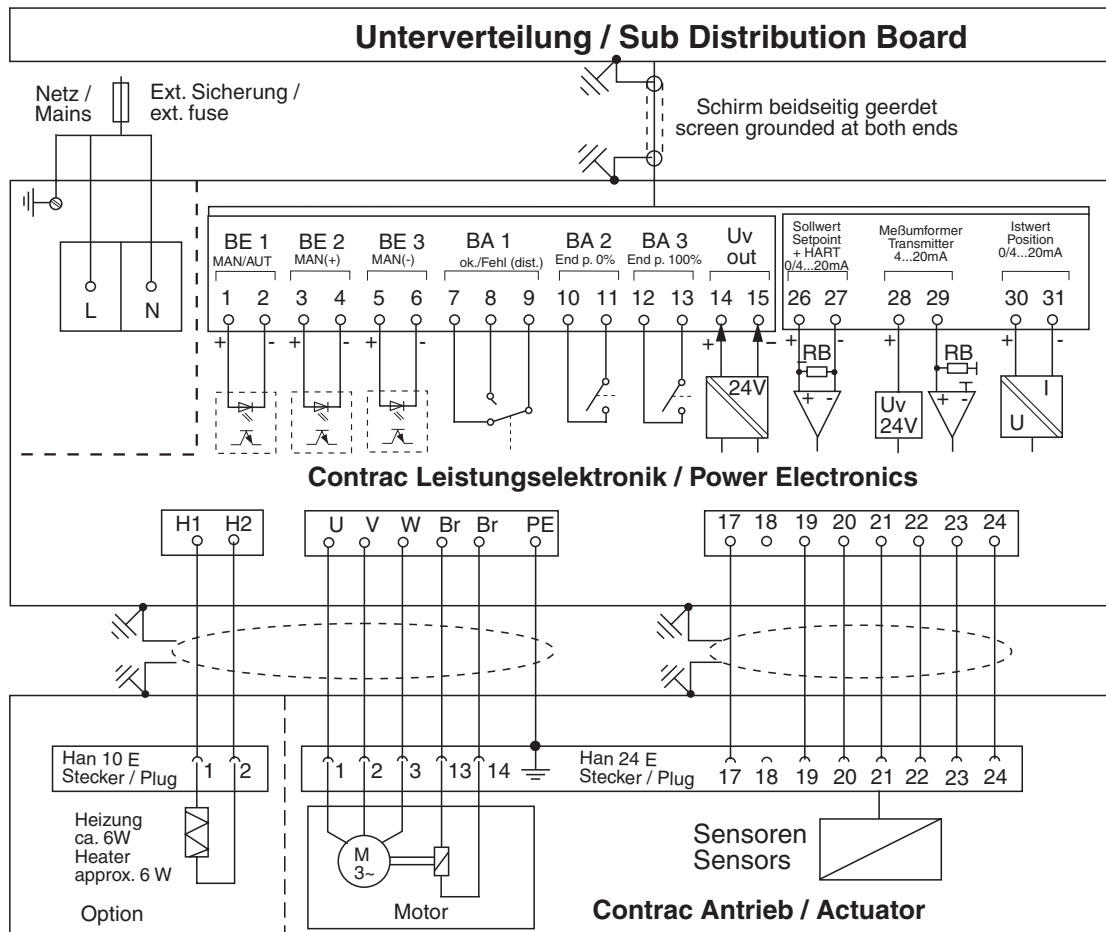 Unterverteilung / Sub Distribution Board
Netz /
Mains
Ext. Sicherung /
ext. fuse
Schirm beidseitig geerdet
screen grounded at both ends
L N
BE 1 BE 2 BE 3 BA 1 BA 2 BA 3 Uv
out
MAN/AUT MAN(+) MAN(-) ok./Fehl (dist.) End p. 0% End p. 100%
Sollwert
Setpoint
+ HART
0/4...20mA
Meßumformer
Transmitter
4...20mA
Istwert
Position
0/4...20mA
1 2 3 4 5 6 7 8 9 10 11 12 13 14 15 26 27 28 29 30 31
+ - + - + - + - + - + + -
RB RB
24V
+ -
Uv
24V
+ -
I
U
Contrac Leistungselektronik / Power Electronics
H1 H2
U V W Br Br PE
17 18 19 20 21 22 23 24
Han 10 E
Stecker / Plug
1 2
1 2 3 13 14
Han 24 E
Stecker / Plug
17 18 19 20 21 22 23 24
Heizung
ca. 6W
Heater
approx. 6 W
Option
M
3~
Motor
Sensoren
Sensors
Contrac Antrieb / Actuator